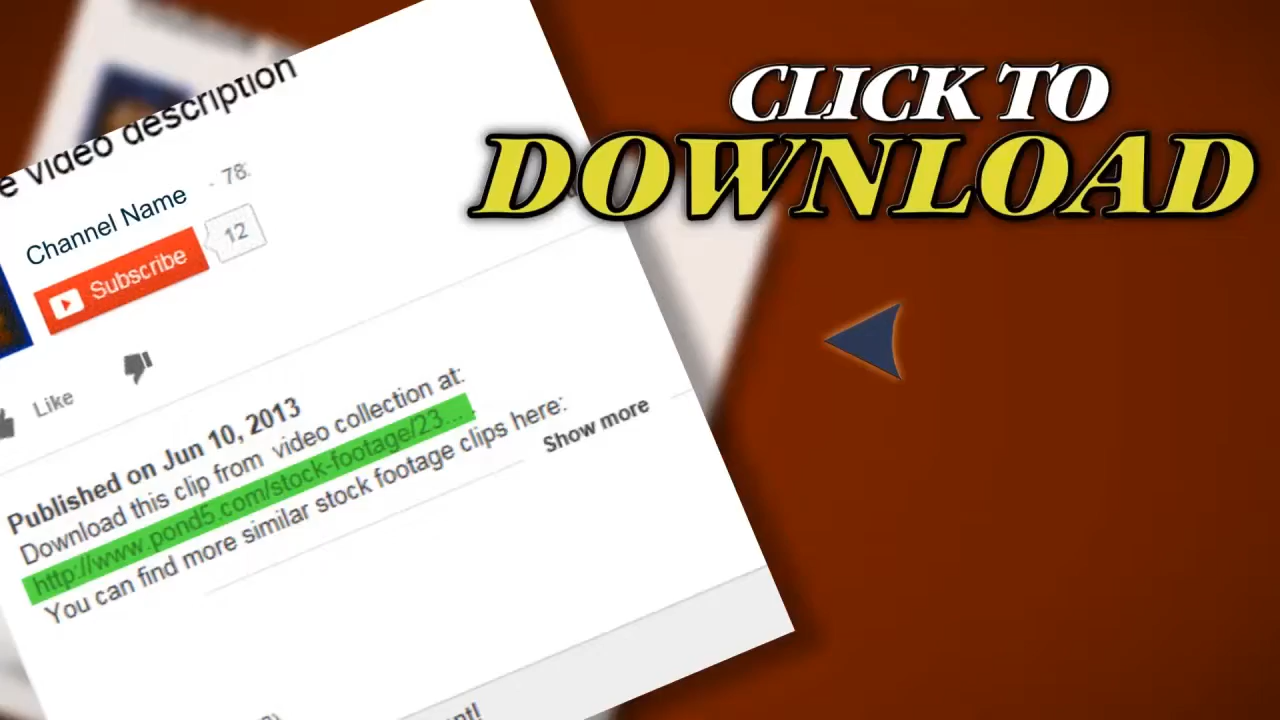 CLICK TO
DOWNLOAD
e video description
Channel Name · 78
Subscribe 12
Like
Published on Jun 10, 2013
Download this clip from video collection at:
http://www.pond5.com/stock-footage/23...
You can find more similar stock footage clips here:
Show more